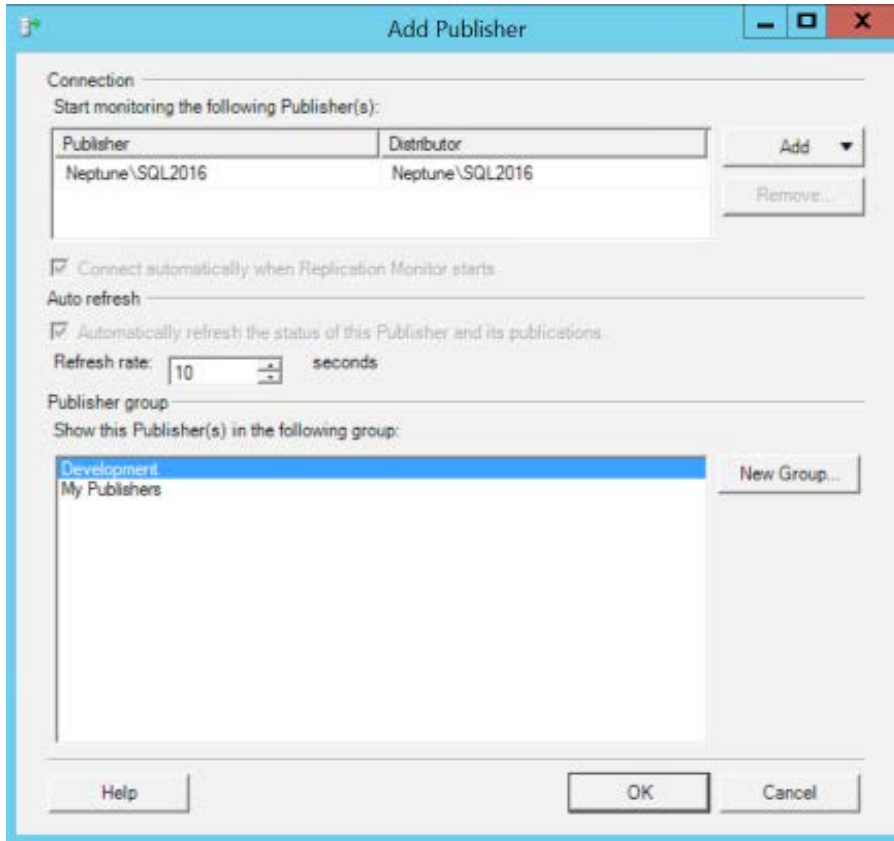 Add Publisher
Connection
Start monitoring the following Publisher(s):
Publisher Distributor
Neptune\SQL2016 Neptune\SQL2016
Add
Remove...
Connect automatically when Replication Monitor starts
Auto refresh
Automatically refresh the status of this Publisher and its publications.
Refresh rate: 10 seconds
Publisher group
Show this Publisher(s) in the following group:
Development
My Publishers
New Group...
Help OK Cancel